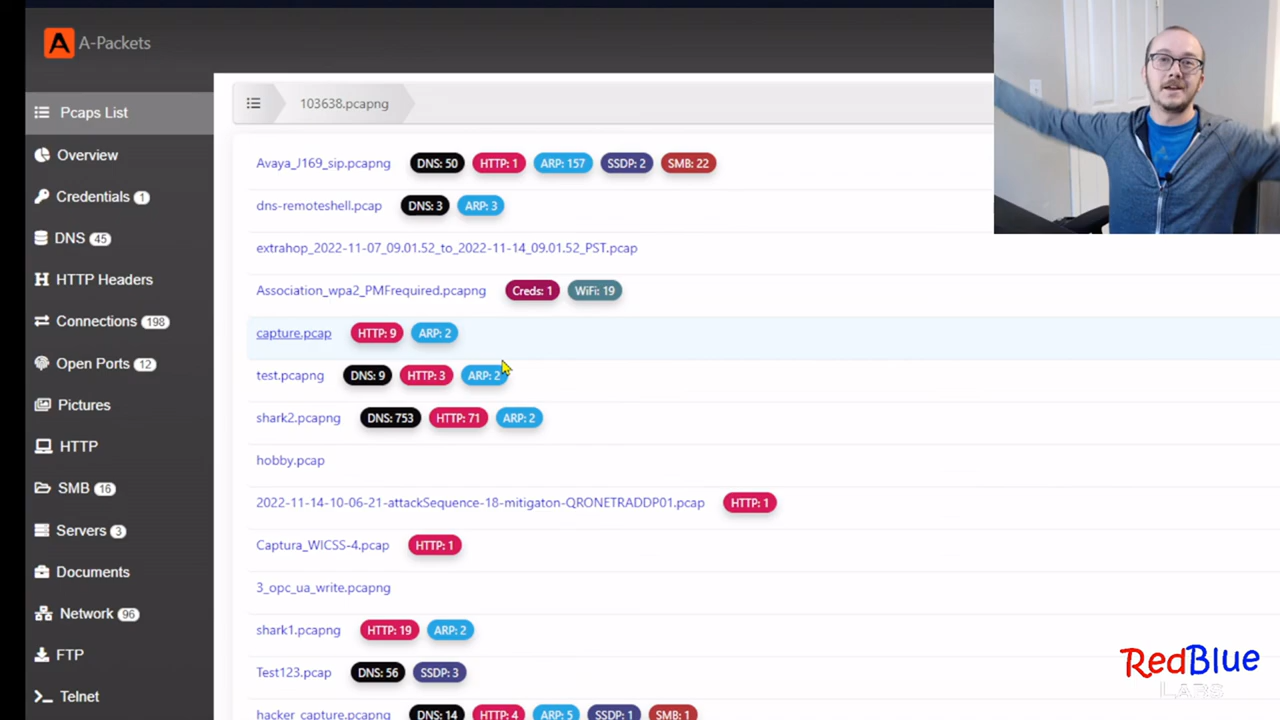 A A-Packets
Pcaps List
103638.pcapng
Overview
Credentials 1
DNS 45
HTTP Headers
Connections 198
Open Ports 12
Pictures
HTTP
SMB 16
Servers 3
Documents
Network 96
FTP
Telnet
Avaya_J169_sip.pcapng DNS: 50 HTTP: 1 ARP: 157 SSDP: 2 SMB: 22
dns-remoteshell.pcap DNS: 3 ARP: 3
extrahop_2022-11-07_09.01.52_to_2022-11-14_09.01.52_PST.pcap
Association_wpa2_PMFrequired.pcapng Creds: 1 WiFi: 19
capture.pcap HTTP: 9 ARP: 2
test.pcapng DNS: 9 HTTP: 3 ARP: 2
shark2.pcapng DNS: 753 HTTP: 71 ARP: 2
hobby.pcap
2022-11-14-10-06-21-attackSequence-18-mitigaton-QRONETRADDP01.pcap HTTP: 1
Captura_WICSS-4.pcap HTTP: 1
3_opc_ua_write.pcapng
shark1.pcapng HTTP: 19 ARP: 2
Test123.pcap DNS: 56 SSDP: 3
hacker_capture.pcapng DNS: 14 HTTP: 4 ARP: 5 SSDP: 1 SMB: 1
RedBlue
LABS